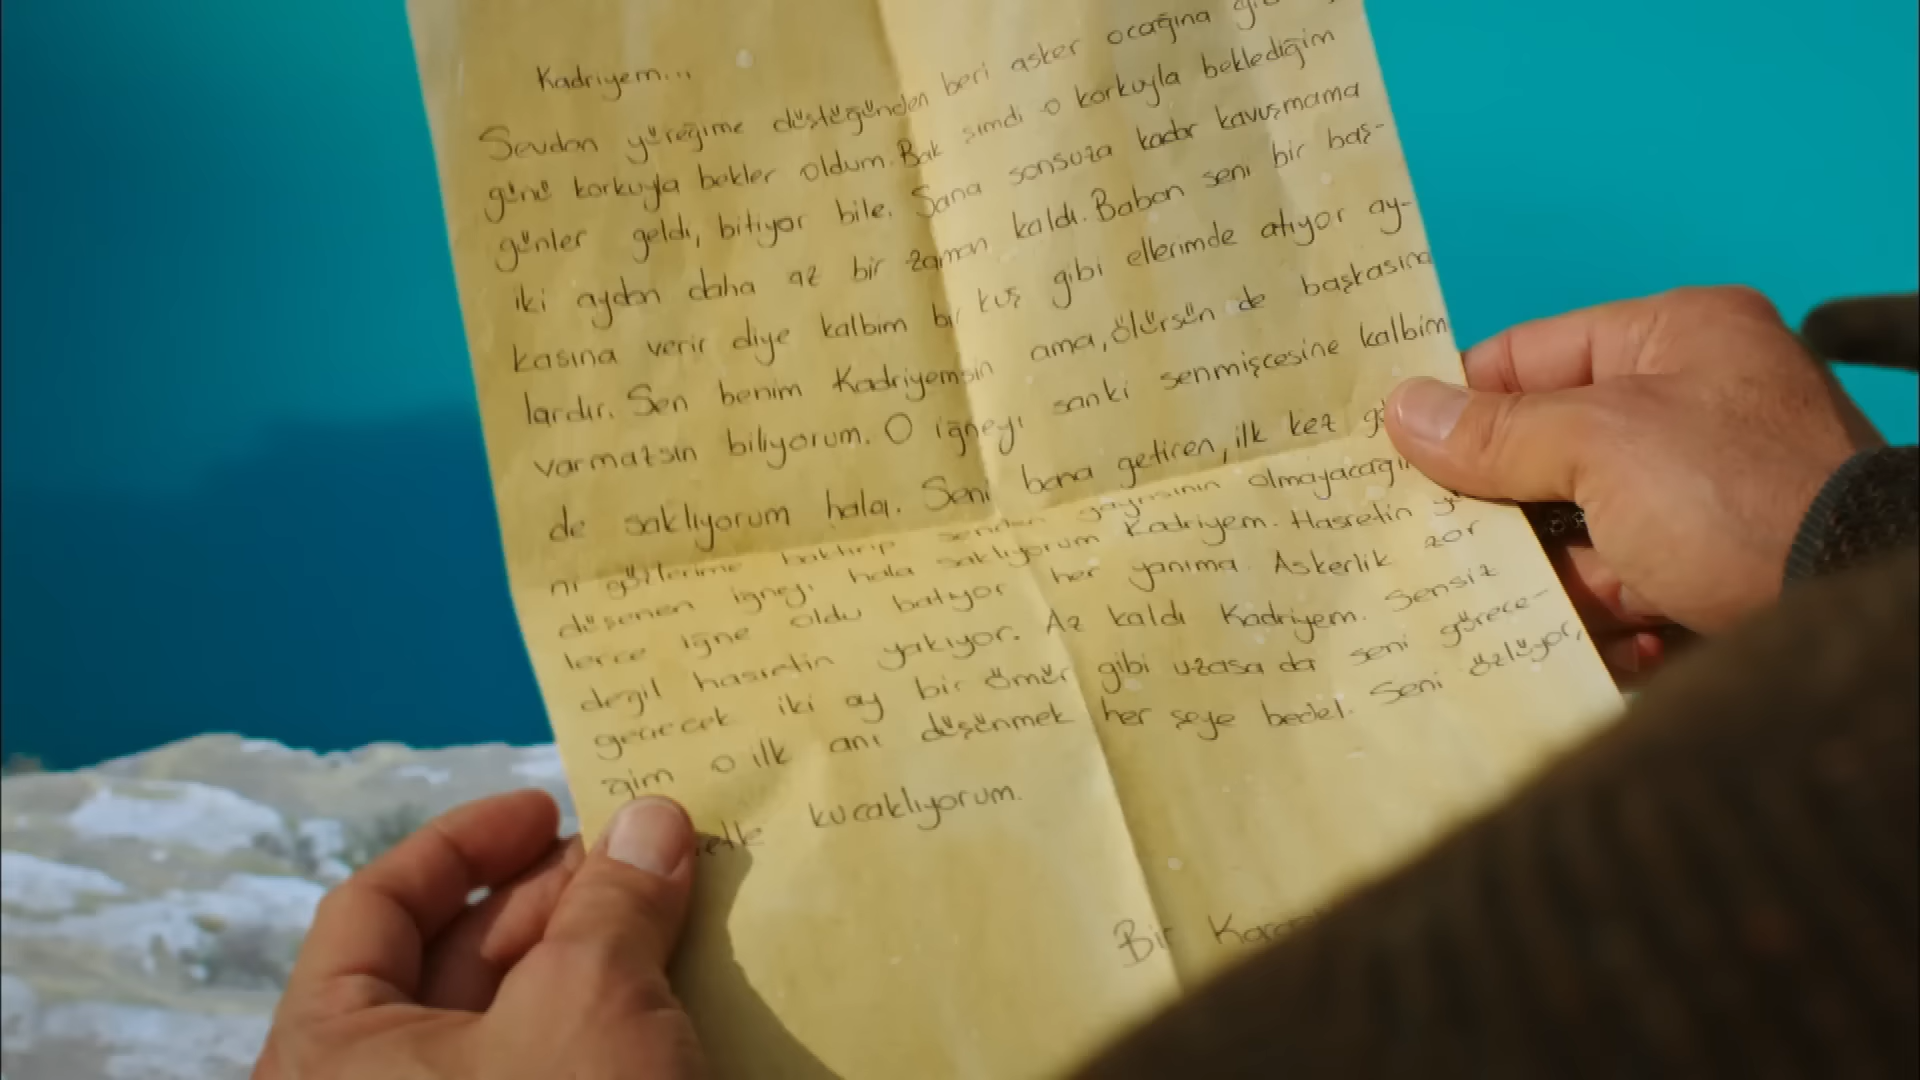 Kadriyem...
Sevdan yüreğime düştüğünden beri asker ocağına
günü korkuyla bekler oldum. Bak şimdi o korkuyla beklediğim
günler geldi, bitiyor bile. Sana sonsuza kadar kavuşmama
iki aydan daha az bir zaman kaldı. Baban seni bir baş-
kasına verir diye kalbim bir kuş gibi ellerimde atıyor ay-
lardır. Sen benim Kadriyemsin ama, ölürsün de başkasına
varmazsın biliyorum. O iğneyi sanki senmişcesine kalbim
de saklıyorum hala. Seni bana getiren, ilk kez
ni gözlerime baktırıp senden gayrısının olmayacağın
düşenen iğneyi hala saklıyorum Kadriyem. Hasretin
lerce iğne oldu batıyor her yanıma. Askerlik zor
değil hasretin yakıyor. Az kaldı Kadriyem. Sensiz
geçecek iki ay bir ömür gibi uzasa da seni görece-
ğim o ilk anı düşünmek her şeye bedel. Seni özlüyor,
kucaklıyorum.
Bir